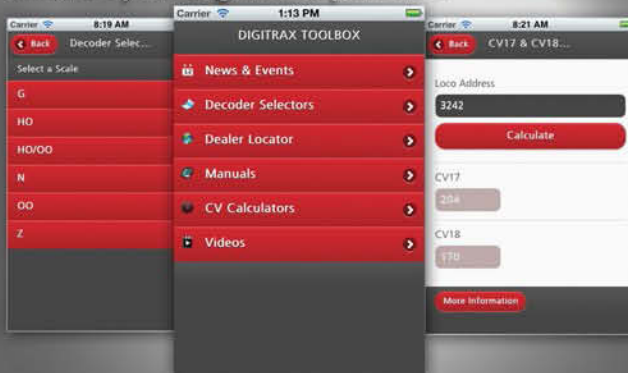 Carrier 8:19 AM
Back Decoder Selec...
Select a Scale
G
HO
HO/OO
N
OO
Z
Carrier 1:13 PM
DIGITRAX TOOLBOX
News & Events
Decoder Selectors
Dealer Locator
Manuals
CV Calculators
Videos
Carrier 8:21 AM
Back CV17 & CV18...
Loco Address
3242
Calculate
CV17
204
CV18
170
More Information